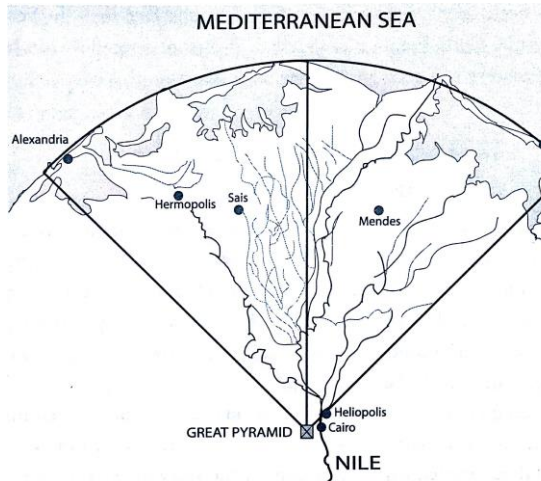 MEDITERRANEAN SEA
Alexandria
Hermopolis
Sais
Mendes
Heliopolis
GREAT PYRAMID
Cairo
NILE